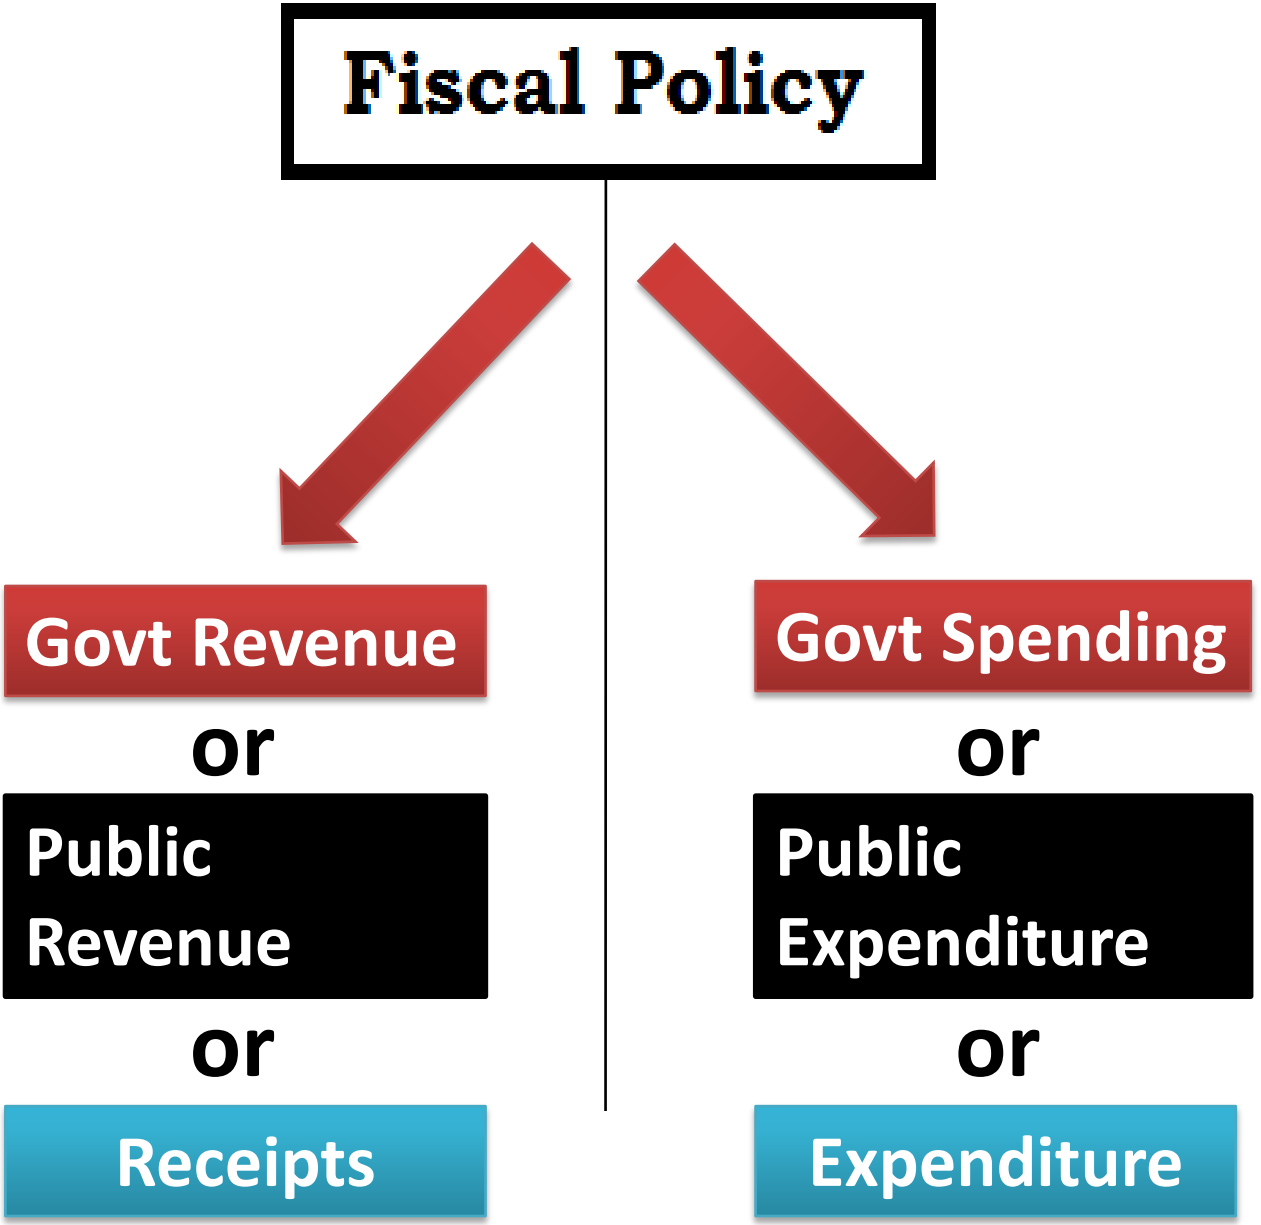 Fiscal Policy
Govt Revenue
or
Public
Revenue
or
Receipts
Govt Spending
or
Public
Expenditure
or
Expenditure